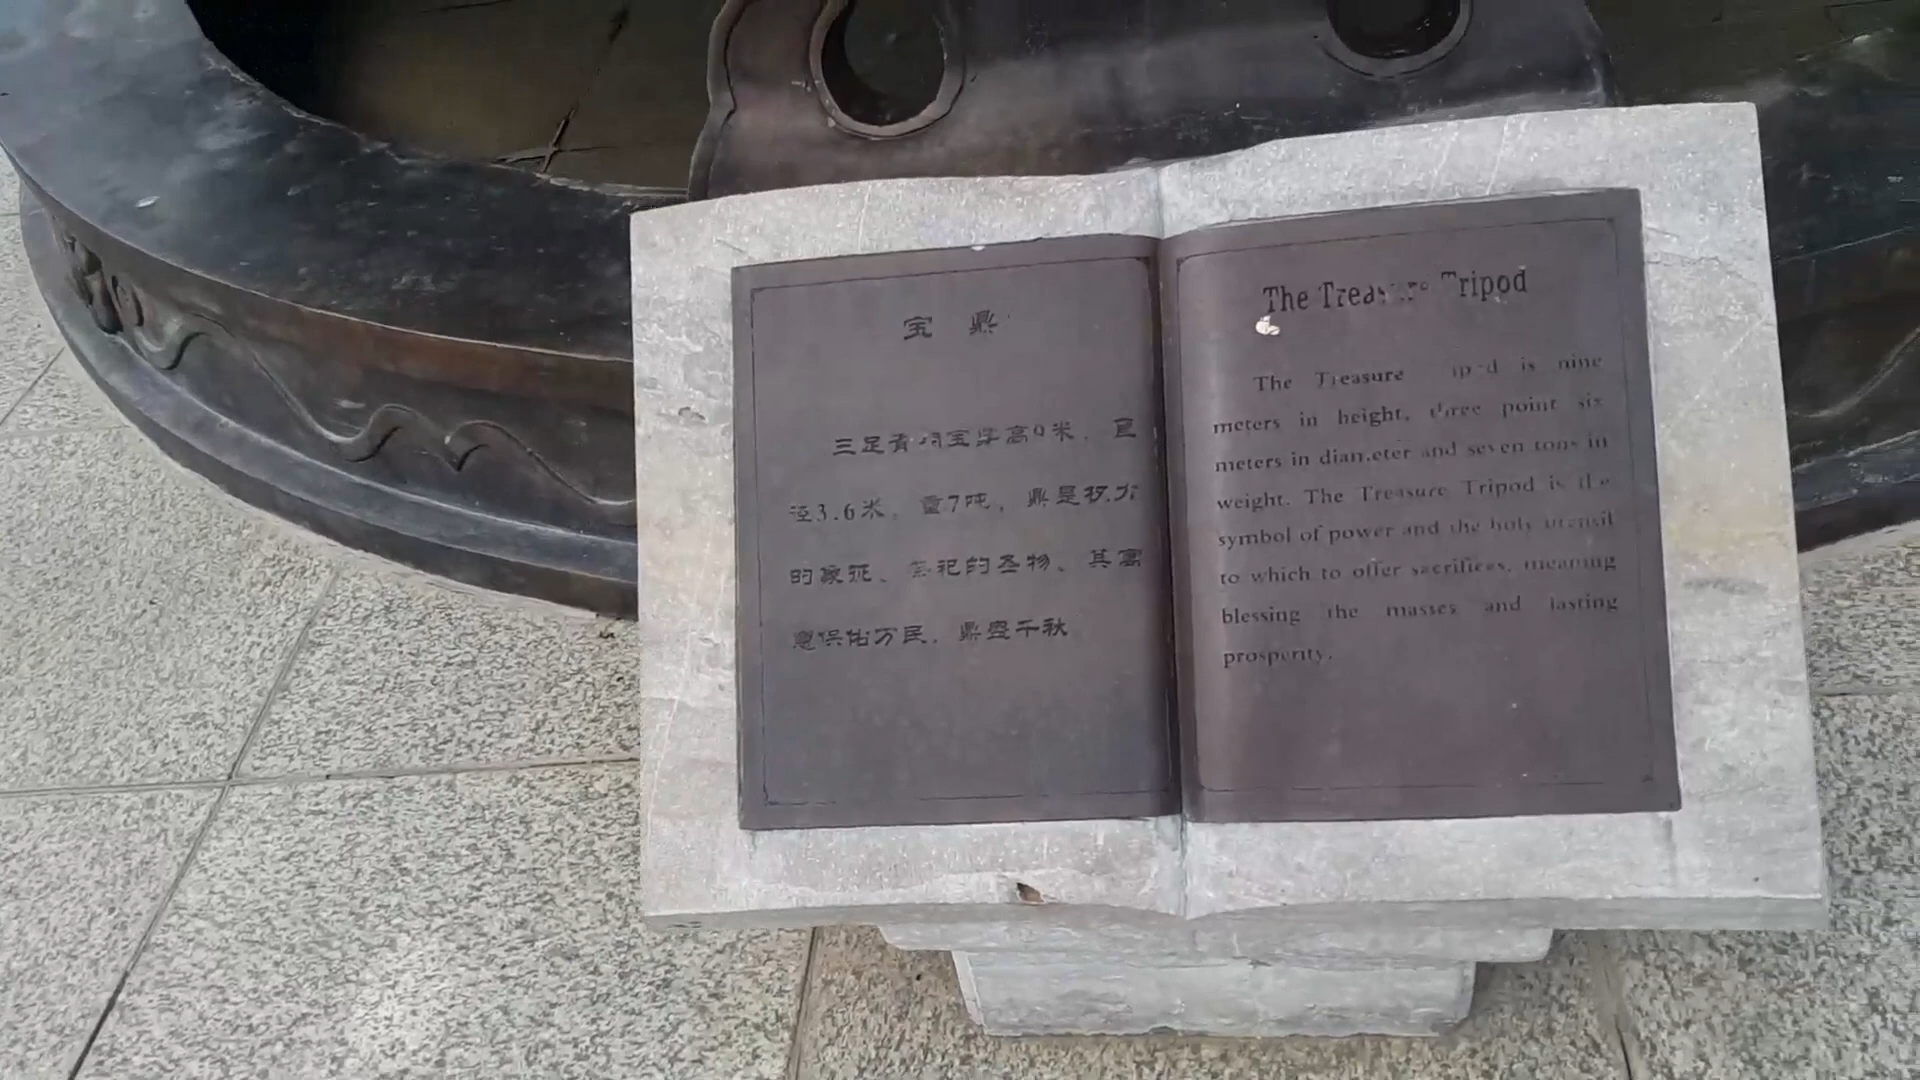 宝 鼎
三足青铜宝鼎高9米，直
径3.6米，重7吨，鼎是权力
的象征、祭祀的圣物、其寓
意保佑万民，鼎盛千秋
The Treasure Tripod
The Treasure is nine
meters in height, three point six
meters in diameter and seven tons in
weight. The Treasure Tripod is the
symbol of power and the holy utensil
to which to offer sacrifices, meaning
blessing the masses and lasting
prosperity.